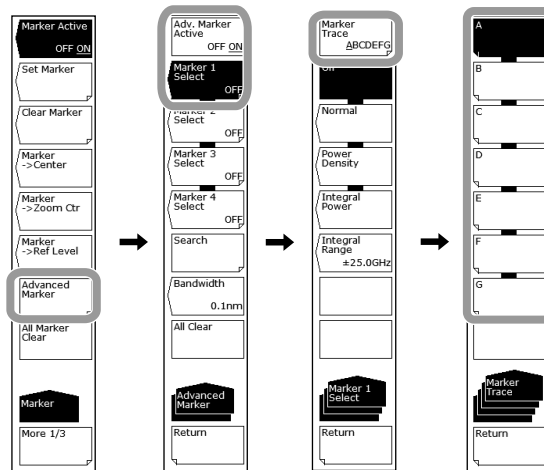 Marker Active
OFF ON
Set Marker
Clear Marker
Marker
->Center
Marker
->Zoom Ctr
Marker
->Ref Level
Advanced
Marker
All Marker
Clear
Marker
More 1/3
Adv. Marker
Active
OFF ON
Marker 1
Select
OFF
Marker 2
Select
OFF
Marker 3
Select
OFF
Marker 4
Select
OFF
Search
Bandwidth
0.1nm
All Clear
Advanced
Marker
Return
Marker
Trace
ABCDEFG
Off
Normal
Power
Density
Integral
Power
Integral
Range
±25.0GHz
Marker 1
Select
Return
A
B
C
D
E
F
G
Marker
Trace
Return